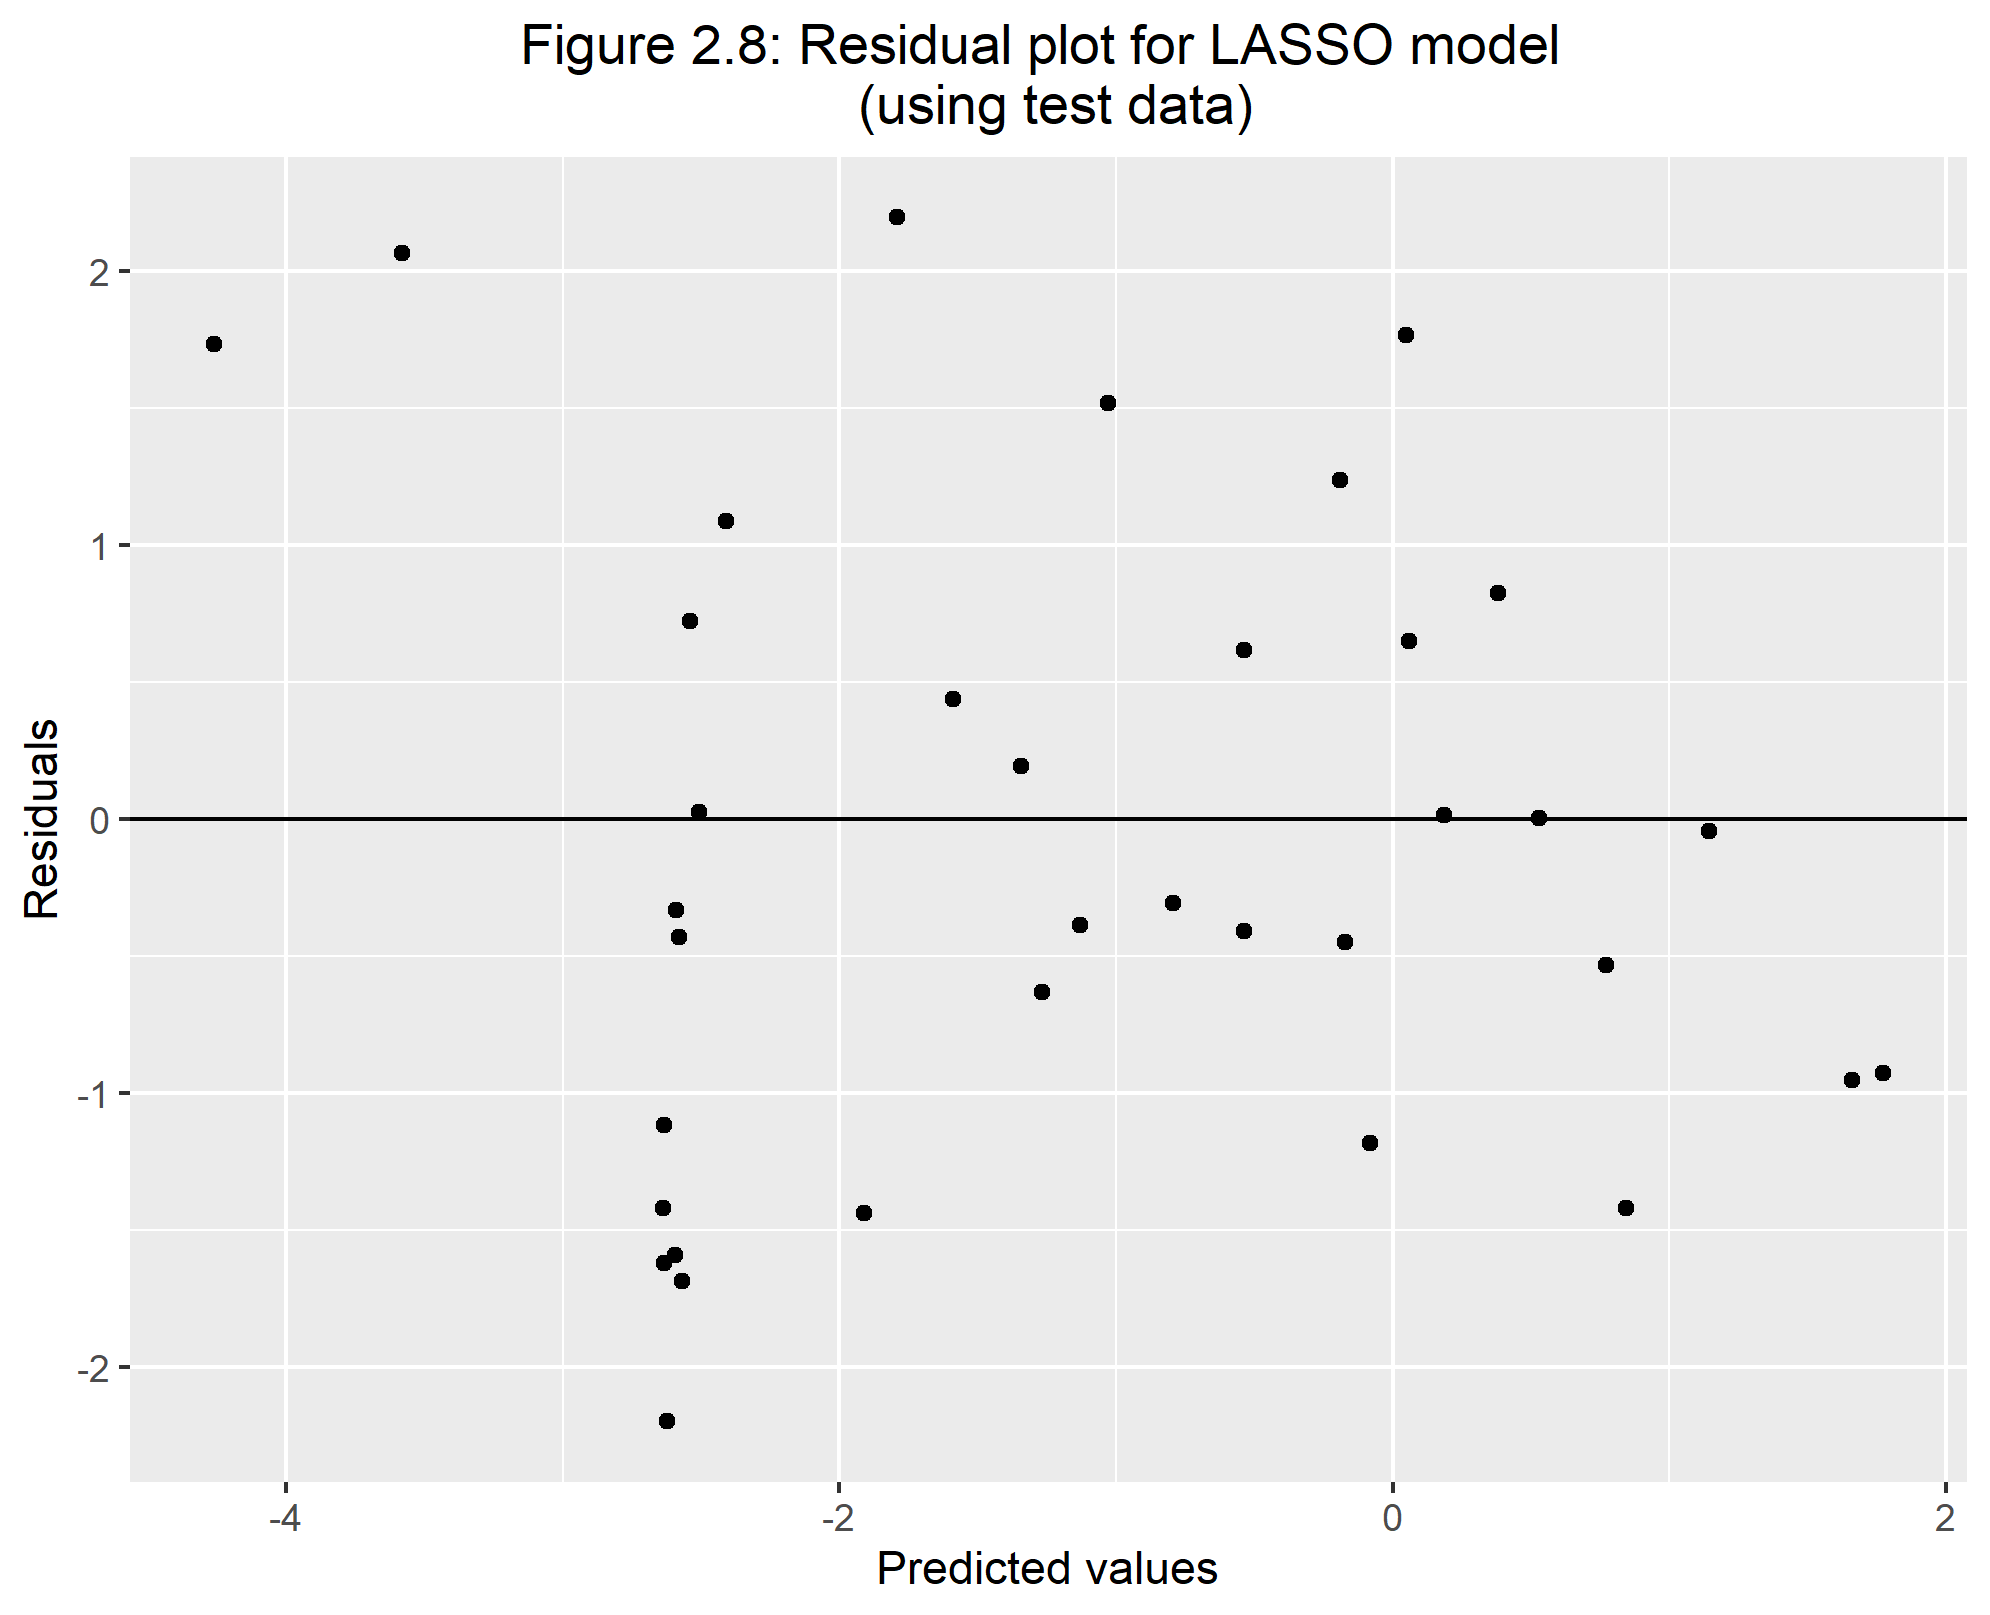 Figure 2.8: Residual plot for LASSO model
(using test data)
2
1
0
-1
-2
Residuals
-4
-2
0
2
Predicted values